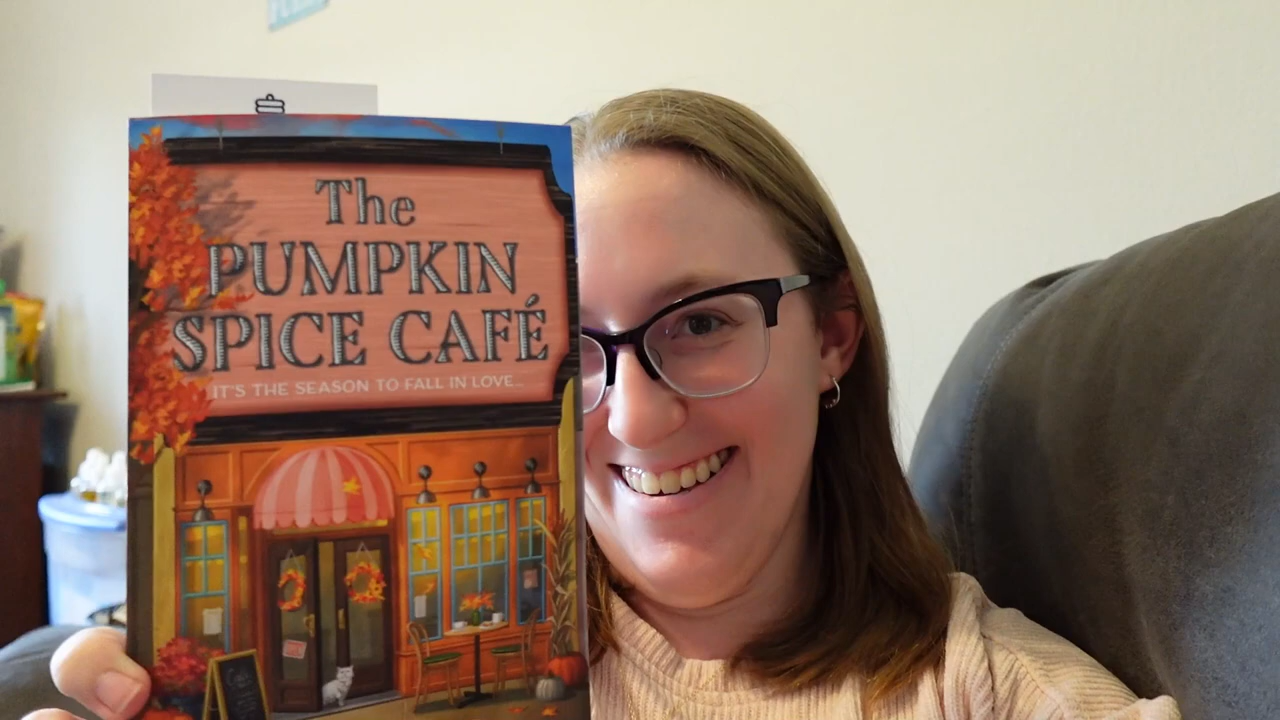 The
PUMPKIN
SPICE CAFÉ
IT'S THE SEASON TO FALL IN LOVE...